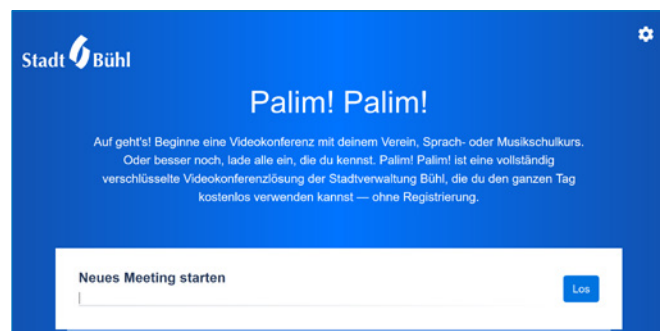 Stadt Bühl
Palim! Palim!
Auf geht's! Beginne eine Videokonferenz mit deinem Verein, Sprach- oder Musikschulkurs.
Oder besser noch, lade alle ein, die du kennst. Palim! Palim! ist eine vollständig
verschlüsselte Videokonferenzlösung der Stadtverwaltung Bühl, die du den ganzen Tag
kostenlos verwenden kannst — ohne Registrierung.
Neues Meeting starten
Los